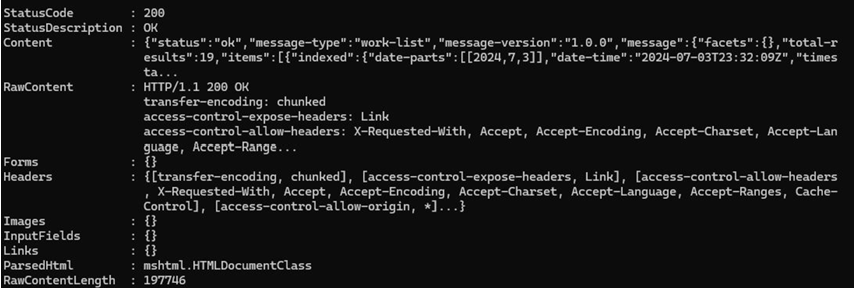 StatusCode : 200
StatusDescription : OK
Content : {"status":"ok","message-type":"work-list","message-version":"1.0.0","message":{"facets":{},"total-r
esults":19,"items":[{"indexed":{"date-parts":[[2024,7,3]],"date-time":"2024-07-03T23:32:09Z","times
ta...
RawContent : HTTP/1.1 200 OK
transfer-encoding: chunked
access-control-expose-headers: Link
access-control-allow-headers: X-Requested-With, Accept, Accept-Encoding, Accept-Charset, Accept-Lan
guage, Accept-Range...
Forms : {}
Headers : {[transfer-encoding, chunked], [access-control-expose-headers, Link], [access-control-allow-headers
, X-Requested-With, Accept, Accept-Encoding, Accept-Charset, Accept-Language, Accept-Ranges, Cache-
Control], [access-control-allow-origin, *]...}
Images : {}
InputFields : {}
Links : {}
ParsedHtml : mshtml.HTMLDocumentClass
RawContentLength : 197746